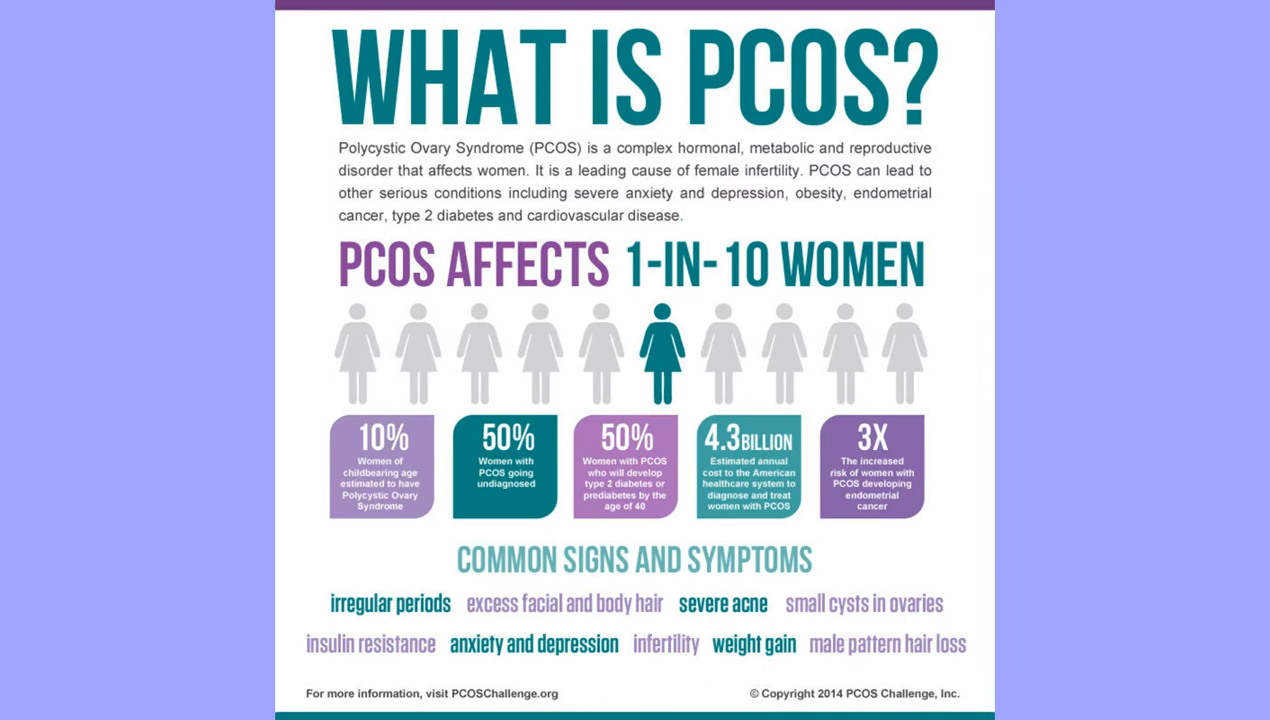 WHAT IS PCOS?
Polycystic Ovary Syndrome (PCOS) is a complex hormonal, metabolic and reproductive
disorder that affects women. It is a leading cause of female infertility. PCOS can lead to
other serious conditions including severe anxiety and depression, obesity, endometrial
cancer, type 2 diabetes and cardiovascular disease.
PCOS AFFECTS 1-IN-10 WOMEN
10%
Women of
childbearing age
estimated to have
Polycystic Ovary
Syndrome
50%
Women with
PCOS going
undiagnosed
50%
Women with PCOS
who will develop
type 2 diabetes or
prediabetes by the
age of 40
4.3 BILLION
Estimated annual
cost to the American
healthcare system to
diagnose and treat
women with PCOS
3X
The increased
risk of women with
PCOS developing
endometrial
cancer
COMMON SIGNS AND SYMPTOMS
irregular periods excess facial and body hair severe acne small cysts in ovaries
insulin resistance anxiety and depression infertility weight gain male pattern hair loss
For more information, visit PCOSChallenge.org © Copyright 2014 PCOS Challenge, Inc.